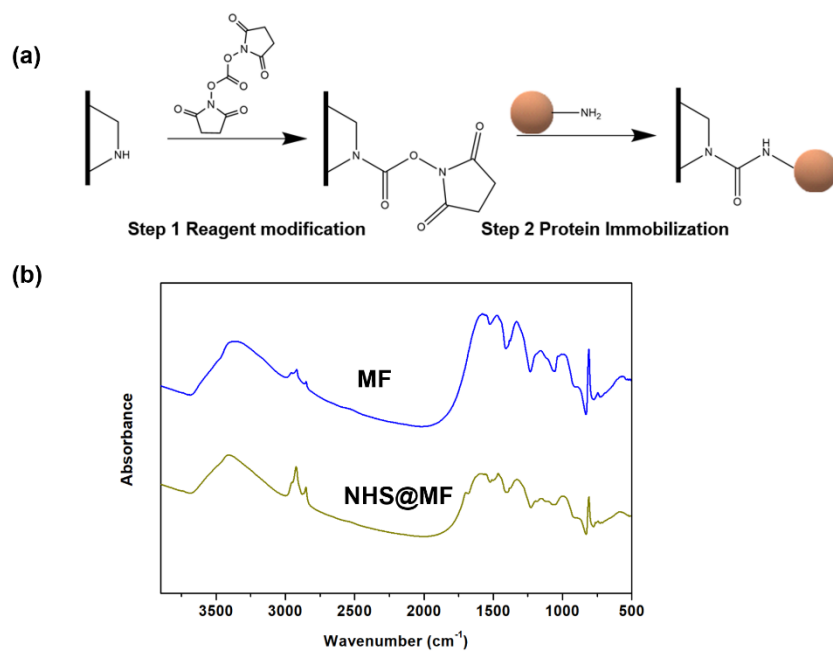 (a)
O
N
O
O
O
O
O
N
O
NH
N
O
O
N
O
O
NH₂
N
H
N
O
Step 1 Reagent modification
Step 2 Protein Immobilization
(b)
MF
NHS@MF
Absorbance
3500 3000 2500 2000 1500 1000 500
Wavenumber (cm⁻¹)